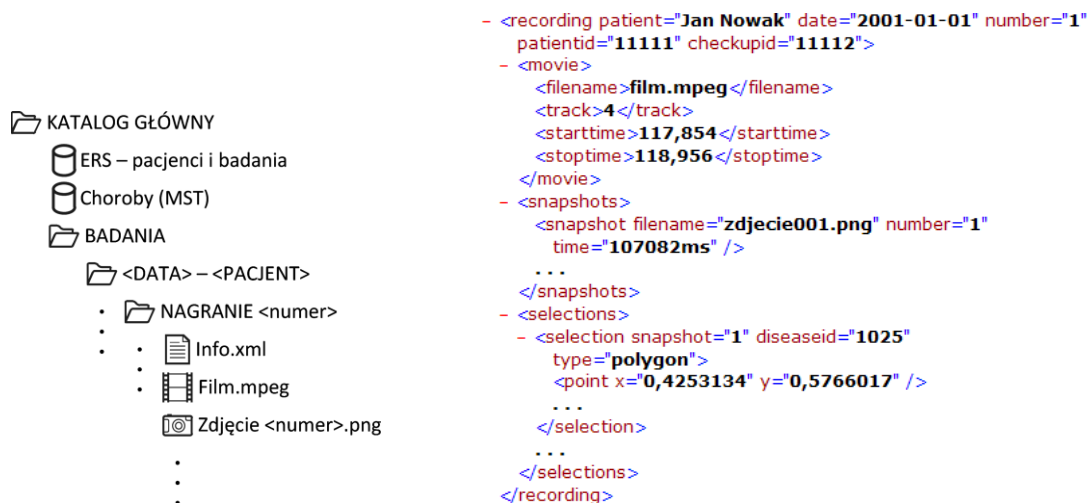 KATALOG GŁÓWNY
ERS – pacjenci i badania
Choroby (MST)
BADANIA
<DATA> – <PACJENT>
NAGRANIE <numer>
Info.xml
Film.mpeg
Zdjęcie <numer>.png
– <recording patient="Jan Nowak" date="2001-01-01" number="1"
patientid="11111" checkupid="11112">
– <movie>
<filename>film.mpeg</filename>
<track>4</track>
<starttime>117,854</starttime>
<stoptime>118,956</stoptime>
</movie>
– <snapshots>
<snapshot filename="zdjecie001.png" number="1"
time="107082ms" />
. . .
</snapshots>
– <selections>
– <selection snapshot="1" diseaseid="1025"
type="polygon">
<point x="0,4253134" y="0,5766017" />
. . .
</selection>
. . .
</selections>
</recording>